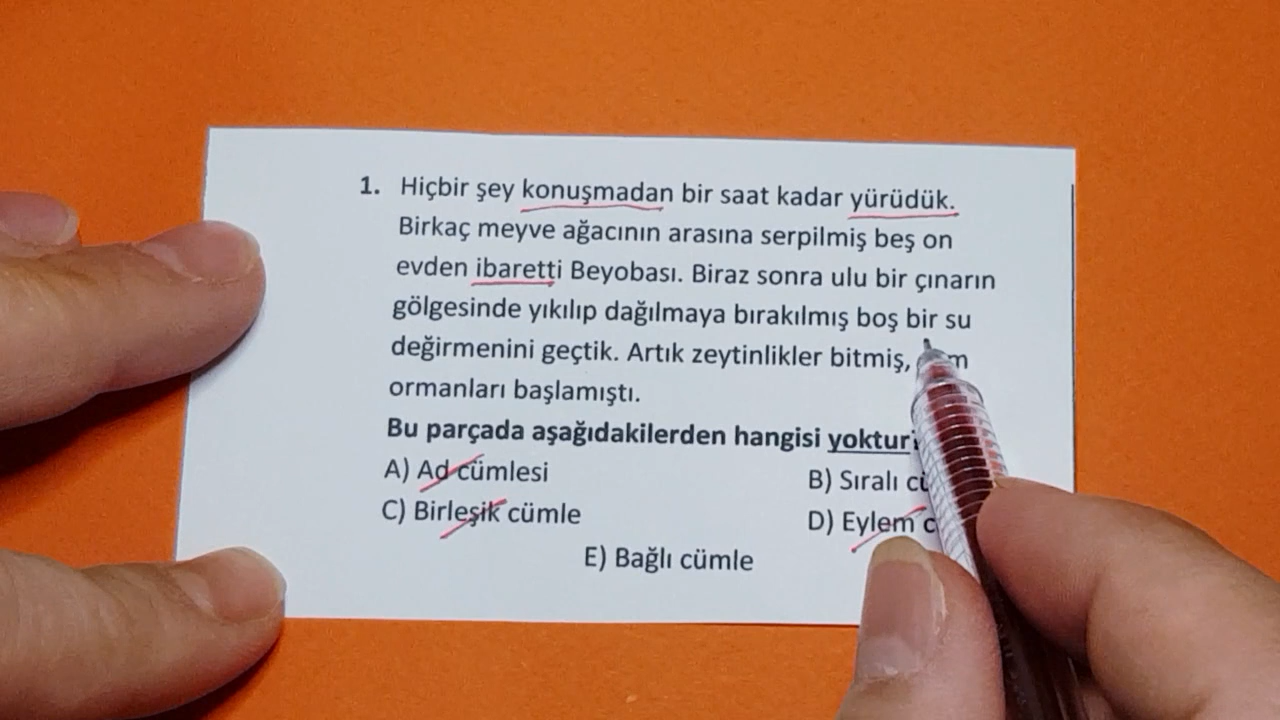 1. Hiçbir şey konuşmadan bir saat kadar yürüdük.
Birkaç meyve ağacının arasına serpilmiş beş on
evden ibaretti Beyobası. Biraz sonra ulu bir çınarın
gölgesinde yıkılıp dağılmaya bırakılmış boş bir su
değirmenini geçtik. Artık zeytinlikler bitmiş,
ormanları başlamıştı.
Bu parçada aşağıdakilerden hangisi yoktur
A) Ad cümlesi B) Sıralı
C) Birleşik cümle D) Eylem
E) Bağlı cümle